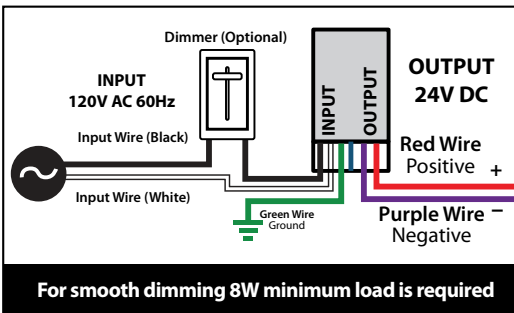 Dimmer (Optional)
INPUT
120V AC 60Hz
Input Wire (Black)
Input Wire (White)
INPUT
OUTPUT
OUTPUT
24V DC
Red Wire
Positive +
Green Wire
Ground
Purple Wire –
Negative
For smooth dimming 8W minimum load is required